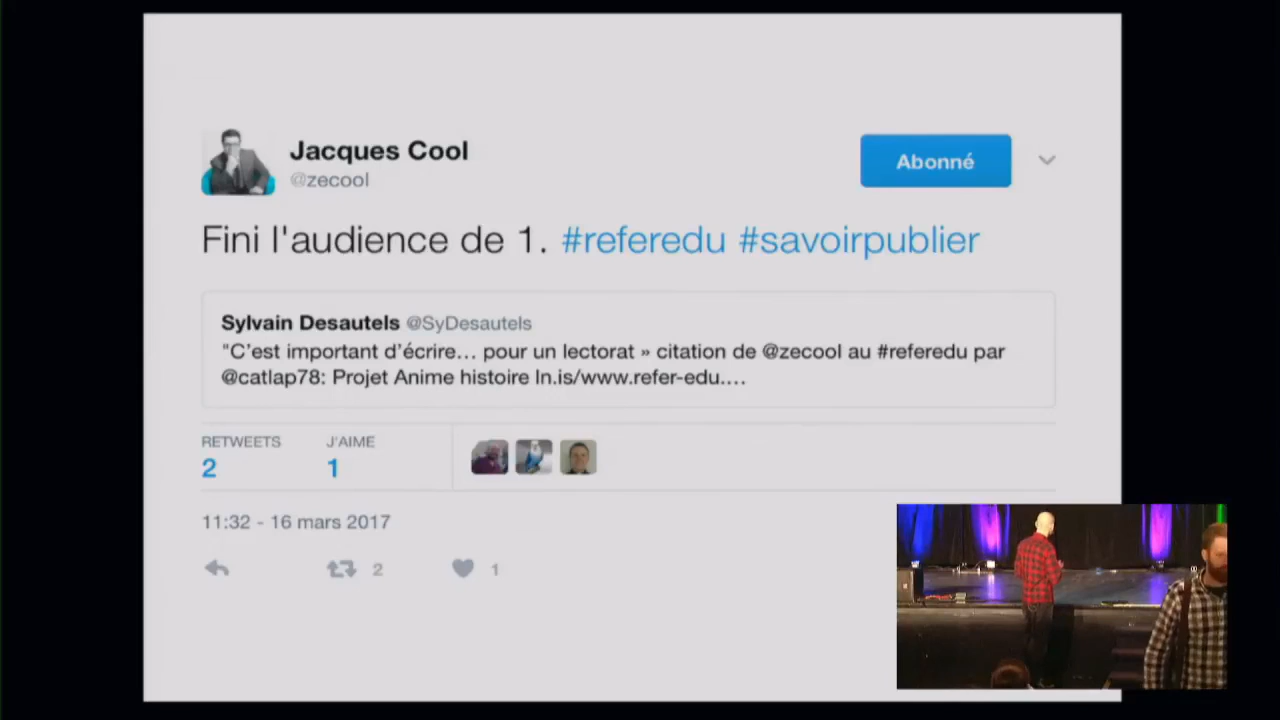 Jacques Cool
@zecool
Abonné
Fini l'audience de 1. #referedu #savoirpublier
Sylvain Desautels @SyDesautels
"C’est important d’écrire… pour un lectorat » citation de @zecool au #referedu par
@catlap78: Projet Anime histoire ln.is/www.refer-edu.…
RETWEETS J'AIME
2 1
11:32 - 16 mars 2017
2 1